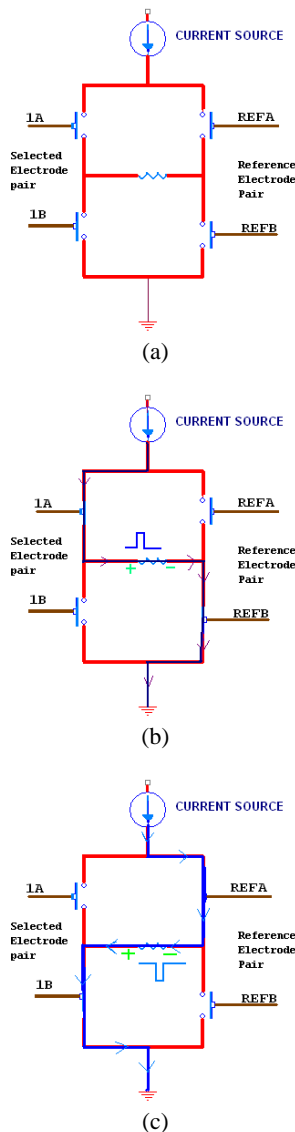 CURRENT SOURCE
1A
REFA
Selected
Electrode
pair
Reference
Electrode
Pair
1B
REFB
(a)
CURRENT SOURCE
1A
REFA
Selected
Electrode
pair
Reference
Electrode
Pair
+ -
1B
REFB
(b)
CURRENT SOURCE
1A
REFA
Selected
Electrode
pair
Reference
Electrode
Pair
+ -
1B
REFB
(c)